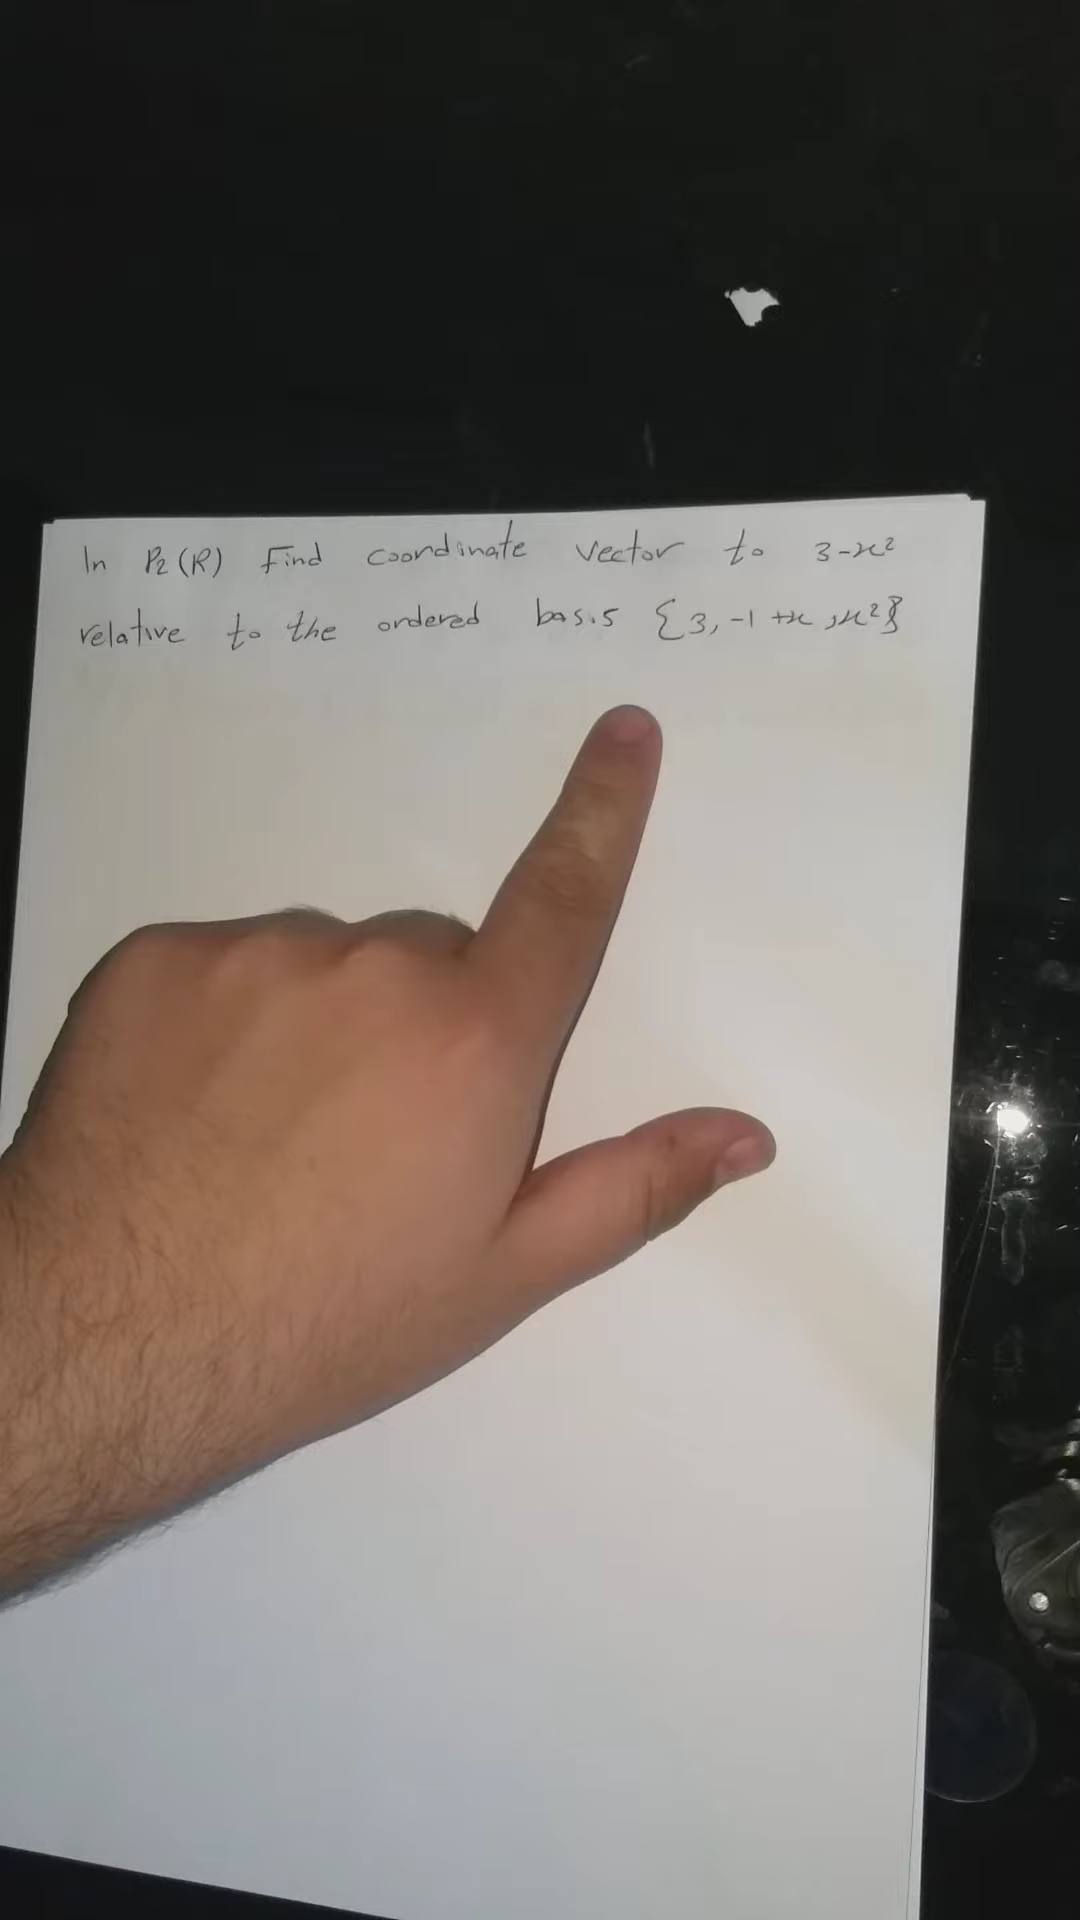 In P₂(R) Find coordinate vector to 3-x²
relative to the ordered basis {3, -1+x, x²}